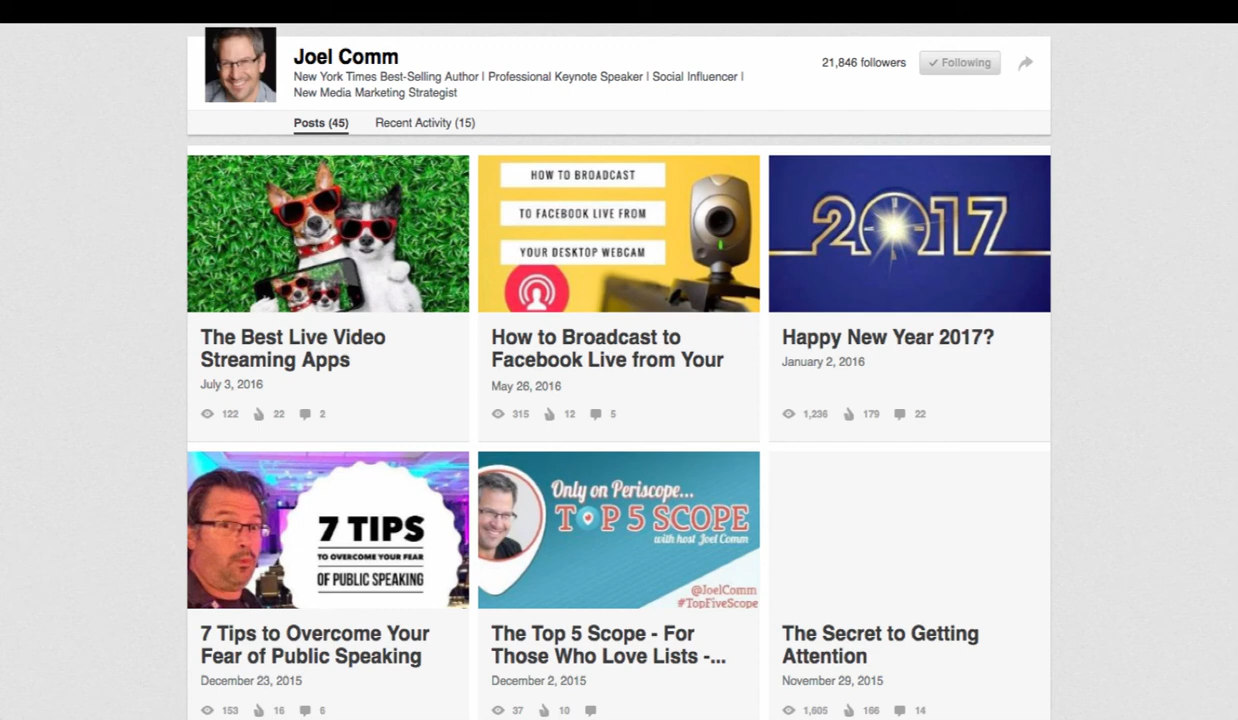 Joel Comm
New York Times Best-Selling Author | Professional Keynote Speaker | Social Influencer |
New Media Marketing Strategist
21,846 followers
Following
Posts (45)
Recent Activity (15)
HOW TO BROADCAST
TO FACEBOOK LIVE FROM
YOUR DESKTOP WEBCAM
2017
The Best Live Video
Streaming Apps
July 3, 2016
122 22 2
How to Broadcast to
Facebook Live from Your
May 26, 2016
315 12 5
Happy New Year 2017?
January 2, 2016
1,236 179 22
7 TIPS
TO OVERCOME YOUR FEAR
OF PUBLIC SPEAKING
Only on Periscope...
TOP 5 SCOPE
with host Joel Comm
@JoelComm
#TopFiveScope
7 Tips to Overcome Your
Fear of Public Speaking
December 23, 2015
153 16 6
The Top 5 Scope - For
Those Who Love Lists -...
December 2, 2015
37 10
The Secret to Getting
Attention
November 29, 2015
1,605 166 14